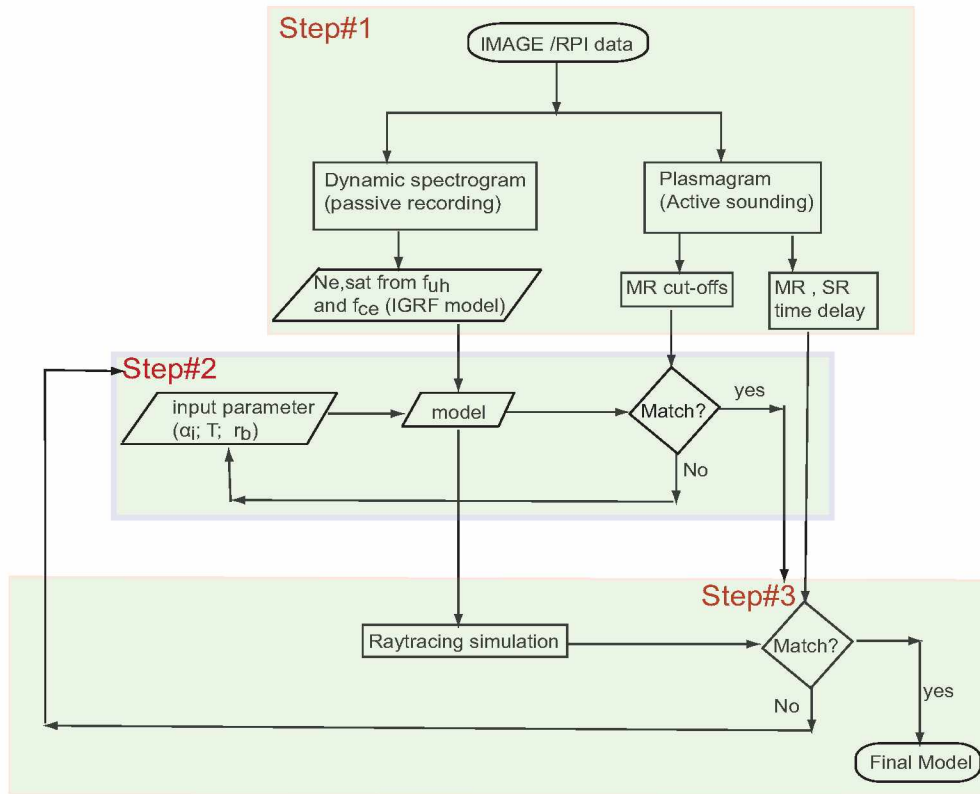 Step#1
IMAGE /RPI data
Dynamic spectrogram
(passive recording)
Plasmagram
(Active sounding)
Ne,sat from fuh
and fce (IGRF model)
MR cut-offs
MR , SR
time delay
Step#2
input parameter
(αi; T; rb)
model
Match?
yes
No
Step#3
Raytracing simulation
Match?
No
yes
Final Model